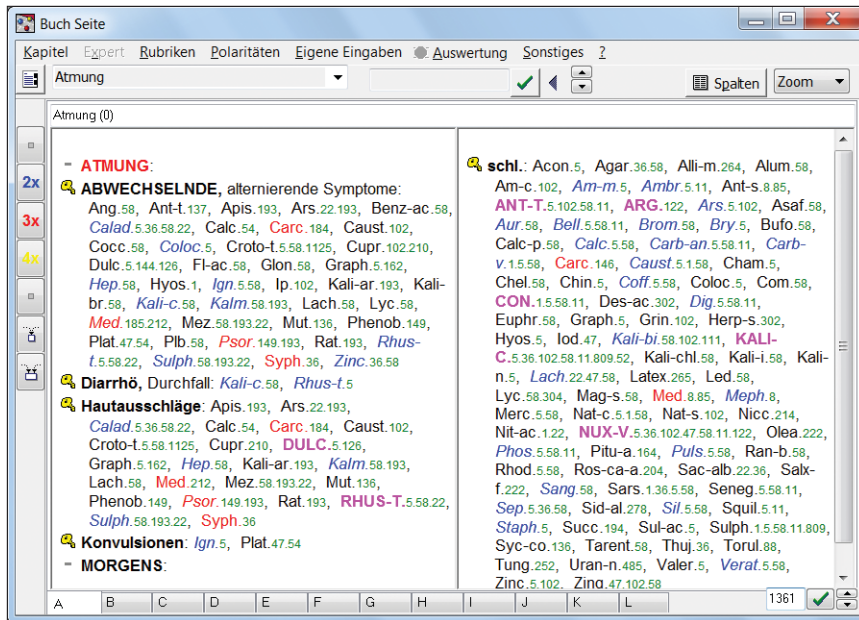 Buch Seite
Kapitel Expert Rubriken Polaritäten Eigene Eingaben Auswertung Sonstiges ?
Atmung
Spalten Zoom
Atmung (0)
2x
3x
4x
- ATMUNG:
ABWECHSELNDE, alternierende Symptome:
Ang.58, Ant-t.137, Apis.193, Ars.22.193, Benz-ac.58,
Calad.5.36.58.22, Calc.54, Carc.184, Caust.102,
Cocc.58, Coloc.5, Croto-t.5.58.1125, Cupr.102.210,
Dulc.5.144.126, Fl-ac.58, Glon.58, Graph.5.162,
Hep.58, Hyos.1, Ign.5.58, Ip.102, Kali-ar.193, Kali-
br.58, Kali-c.58, Kalm.58.193, Lach.58, Lyc.58,
Med.185.212, Mez.58.193.22, Mut.136, Phenob.149,
Plat.47.54, Plb.58, Psor.149.193, Rat.193, Rhus-
t.5.58.22, Sulph.58.193.22, Syph.36, Zinc.36.58
Diarrhö, Durchfall: Kali-c.58, Rhus-t.5
Hautausschläge: Apis.193, Ars.22.193,
Calad.5.36.58.22, Calc.54, Carc.184, Caust.102,
Croto-t.5.58.1125, Cupr.210, DULC.5.126,
Graph.5.162, Hep.58, Kali-ar.193, Kalm.58.193,
Lach.58, Med.212, Mez.58.193.22, Mut.136,
Phenob.149, Psor.149.193, Rat.193, RHUS-T.5.58.22,
Sulph.58.193.22, Syph.36
Konvulsionen: Ign.5, Plat.47.54
- MORGENS:
schl.: Acon.5, Agar.36.58, Alli-m.264, Alum.58,
Am-c.102, Am-m.5, Ambr.5.11, Ant-s.8.85,
ANT-T.5.102.58.11, ARG.122, Ars.5.102, Asaf.58,
Aur.58, Bell.5.58.11, Brom.58, Bry.5, Bufo.58,
Calc-p.58, Calc.5.58, Carb-an.5.58.11, Carb-
v.1.5.58, Carc.146, Caust.5.1.58, Cham.5,
Chel.58, Chin.5, Coff.5.58, Coloc.5, Com.58,
CON.1.5.58.11, Des-ac.302, Dig.5.58.11,
Euphr.58, Graph.5, Grin.102, Herp-s.302,
Hyos.5, Iod.47, Kali-bi.58.102.111, KALI-
C.5.36.102.58.11.809.52, Kali-chl.58, Kali-i.58, Kali-
n.5, Lach.22.47.58, Latex.265, Led.58,
Lyc.58.304, Mag-s.58, Med.8.85, Meph.8,
Merc.5.58, Nat-c.5.1.58, Nat-s.102, Nicc.214,
Nit-ac.1.22, NUX-V.5.36.102.47.58.11.122, Olea.222,
Phos.5.58.11, Pitu-a.164, Puls.5.58, Ran-b.58,
Rhod.5.58, Ros-ca-a.204, Sac-alb.22.36, Salx-
f.222, Sang.58, Sars.1.36.5.58, Seneg.5.58.11,
Sep.5.36.58, Sid-al.278, Sil.5.58, Squil.5.11,
Staph.5, Succ.194, Sul-ac.5, Sulph.1.5.58.11.809,
Syc-co.136, Tarent.58, Thuj.36, Torul.88,
Tung.252, Uran-n.485, Valer.5, Verat.5.58,
Zinc.5.102, Zing.47.102.58
A B C D E F G H I J K L 1361